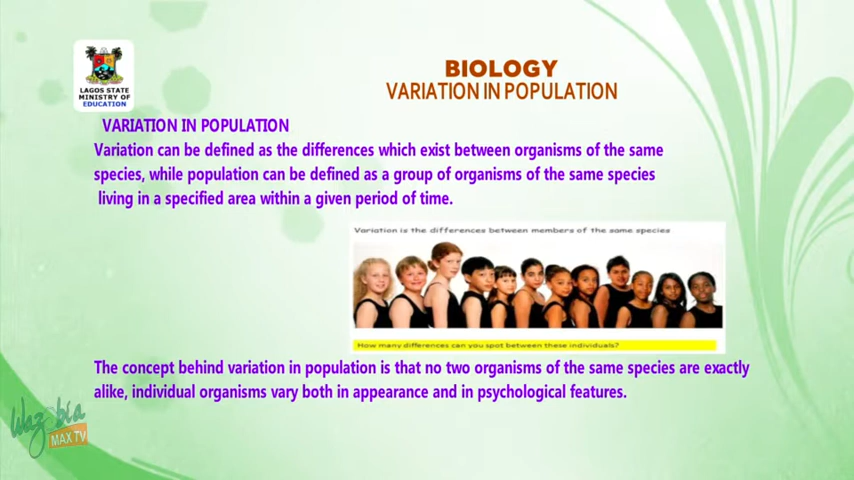 LAGOS STATE
MINISTRY OF
EDUCATION
BIOLOGY
VARIATION IN POPULATION
VARIATION IN POPULATION
Variation can be defined as the differences which exist between organisms of the same
species, while population can be defined as a group of organisms of the same species
living in a specified area within a given period of time.
Variation is the differences between members of the same species
How many differences can you spot between these individuals?
The concept behind variation in population is that no two organisms of the same species are exactly
alike, individual organisms vary both in appearance and in psychological features.
Wazobia
MAX TV